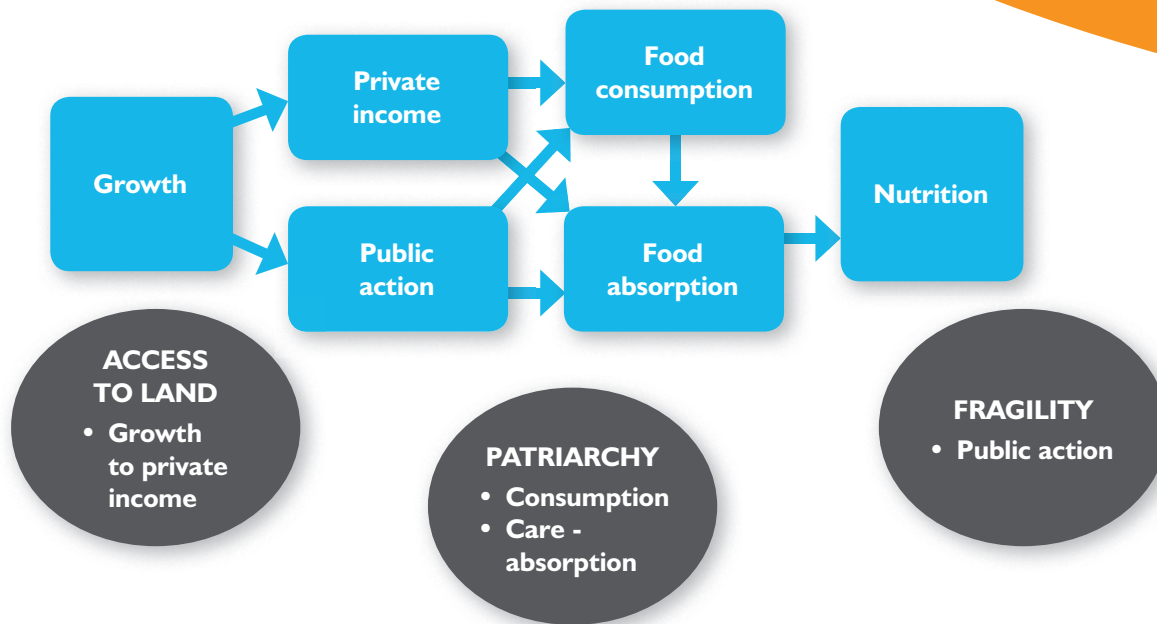 Growth
Private
income
Public
action
Food
consumption
Food
absorption
Nutrition
ACCESS
TO LAND
• Growth
to private
income
PATRIARCHY
• Consumption
• Care -
absorption
FRAGILITY
• Public action